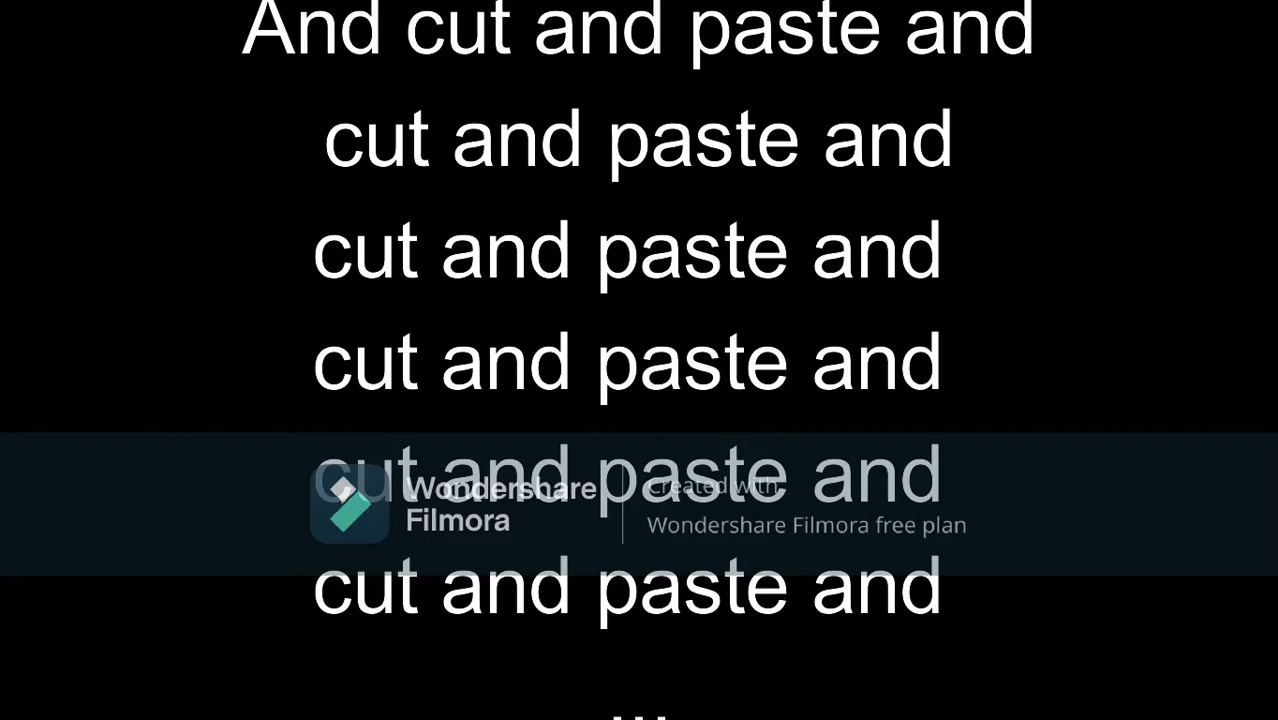 And cut and paste and
cut and paste and
cut and paste and
cut and paste and
cut and paste and
Wondershare
Filmora
Created with
Wondershare Filmora free plan
cut and paste and
...